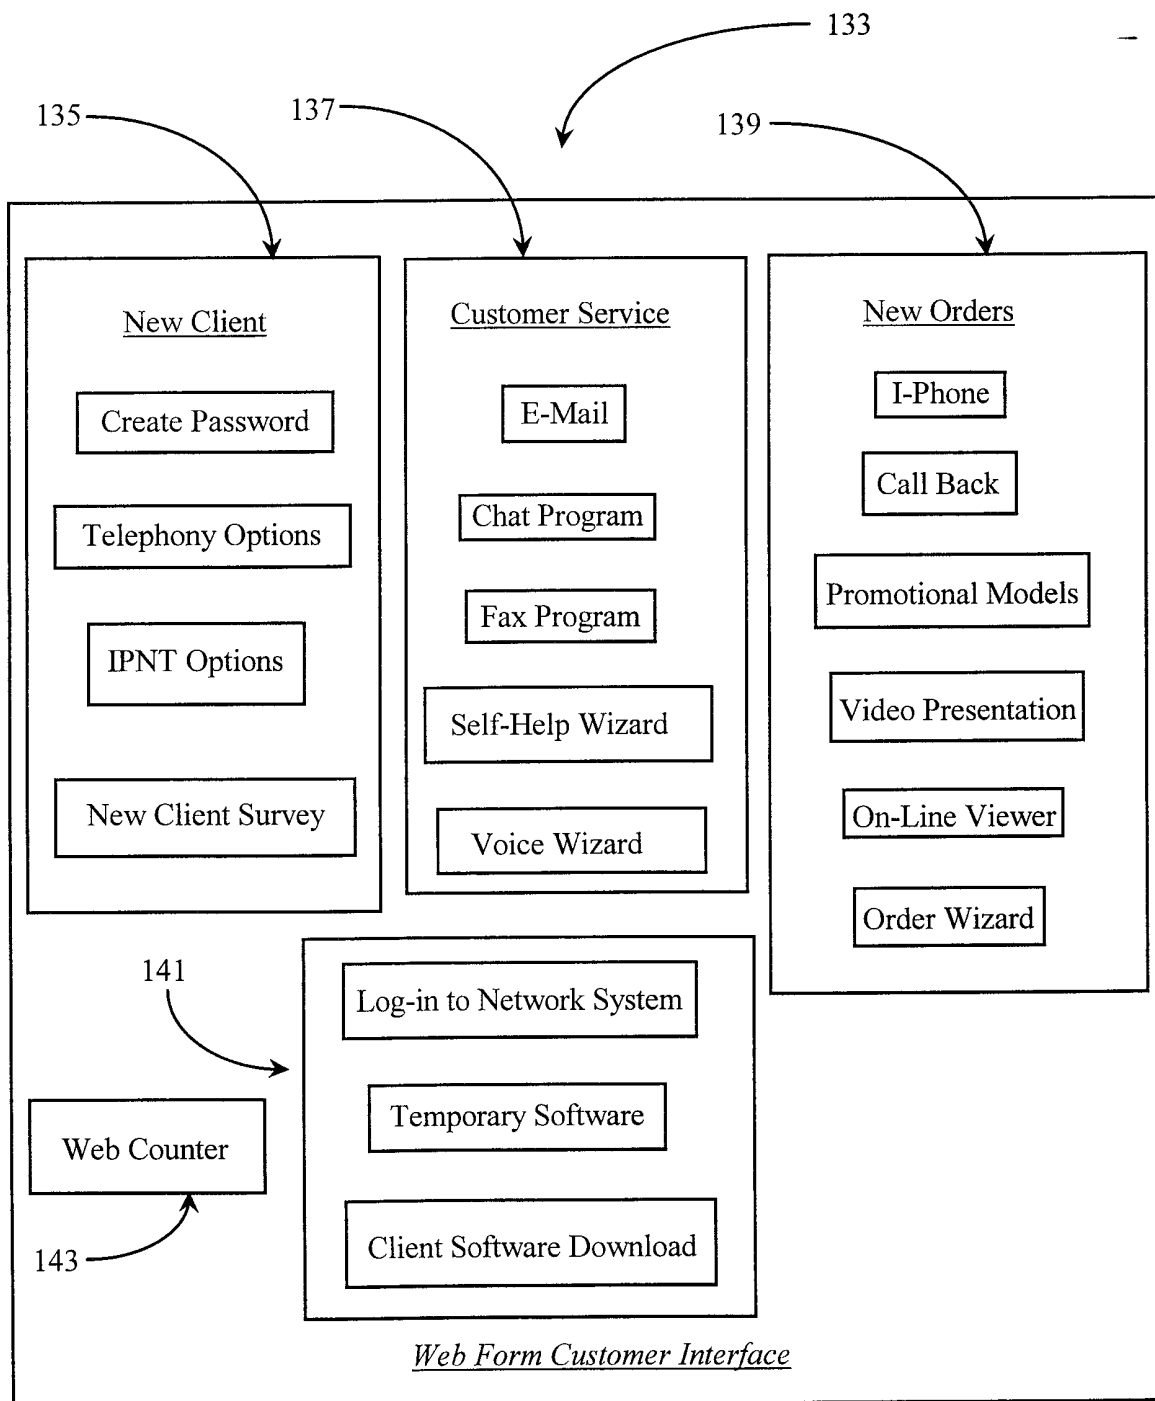 133
135
137
139
New Client
Create Password
Telephony Options
IPNT Options
New Client Survey
Customer Service
E-Mail
Chat Program
Fax Program
Self-Help Wizard
Voice Wizard
New Orders
I-Phone
Call Back
Promotional Models
Video Presentation
On-Line Viewer
Order Wizard
141
Log-in to Network System
Temporary Software
Client Software Download
Web Counter
143
Web Form Customer Interface